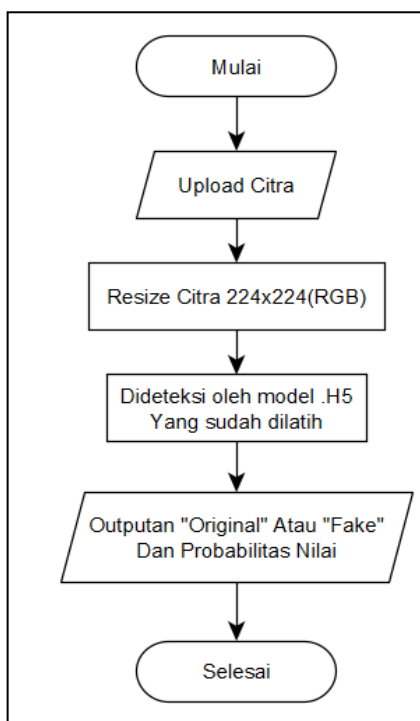 Mulai
Upload Citra
Resize Citra 224x224(RGB)
Dideteksi oleh model .H5
Yang sudah dilatih
Outputan "Original" Atau "Fake"
Dan Probabilitas Nilai
Selesai